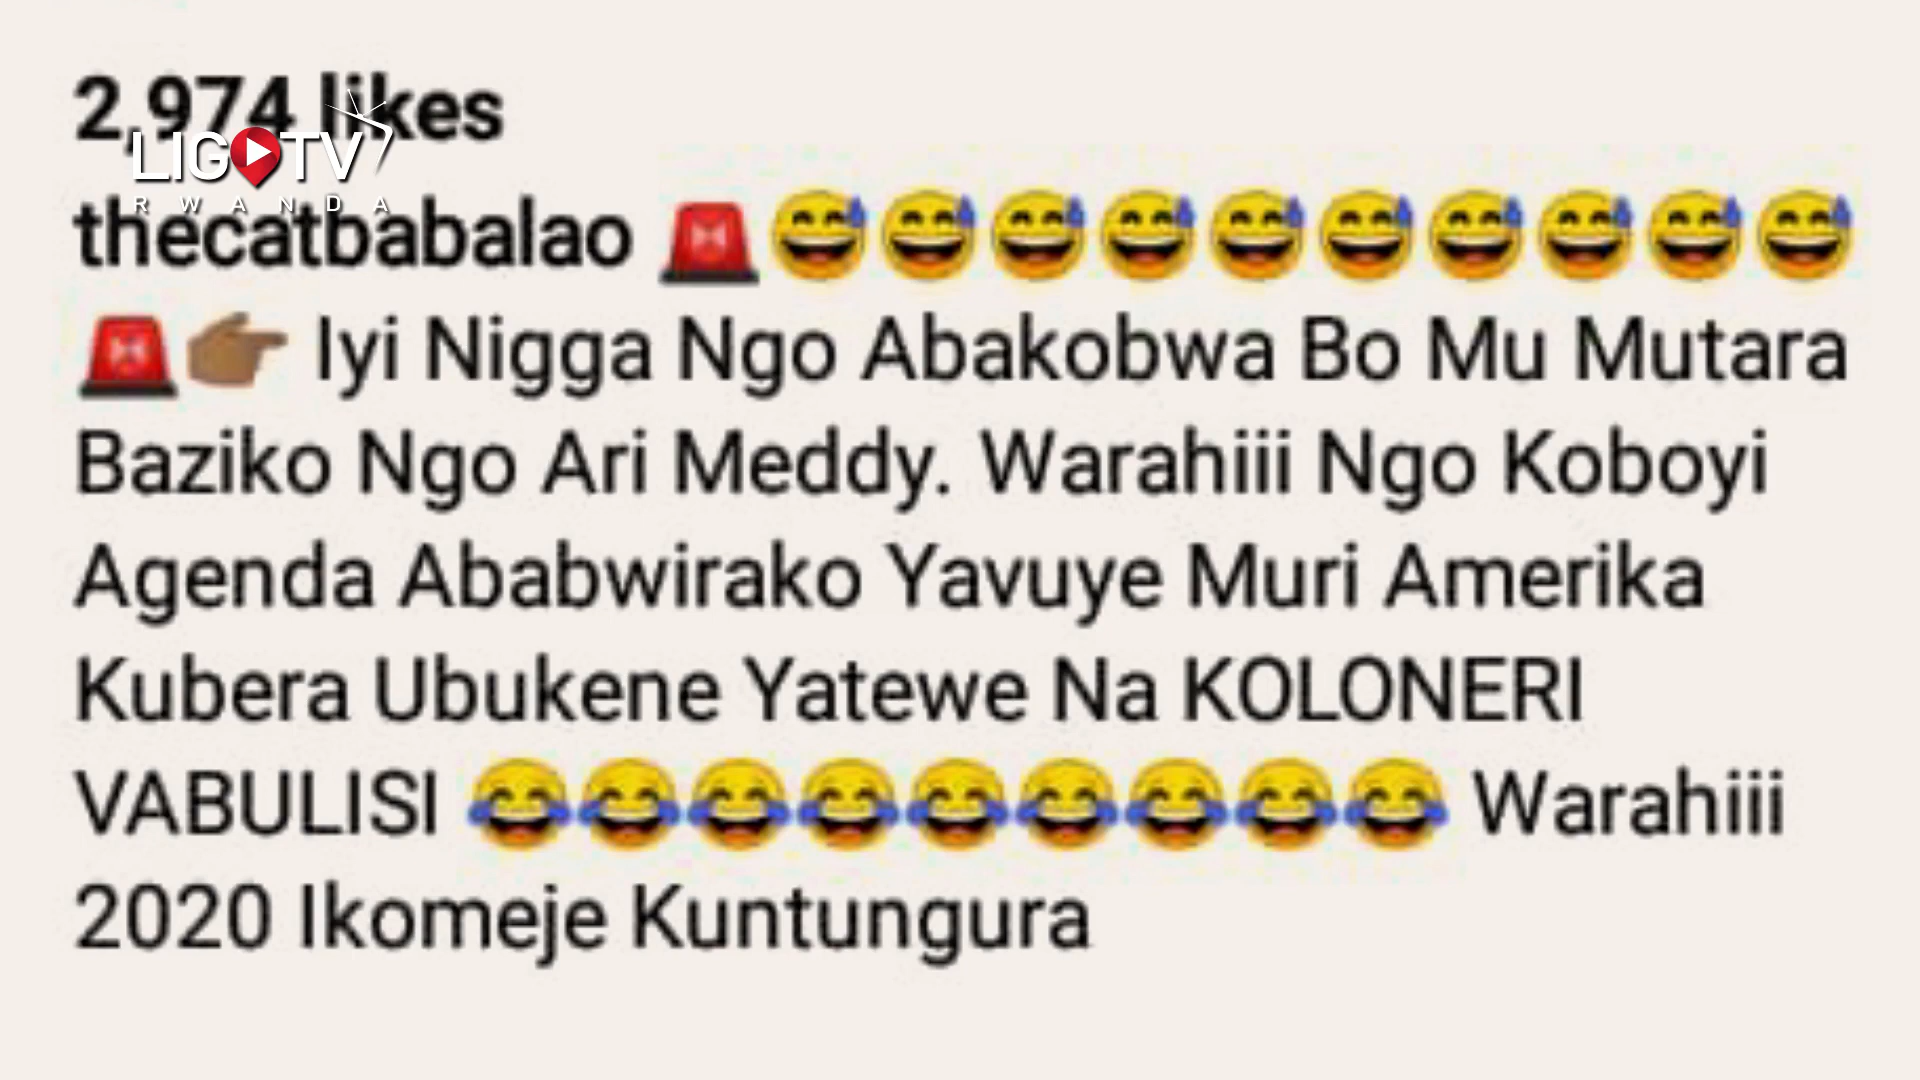 2,974 likes
LIGOTV
RWANDA
thecatbabalao 🚨😅😅😅😅😅😅😅😅😅😅
🚨👉🏾 Iyi Nigga Ngo Abakobwa Bo Mu Mutara
Baziko Ngo Ari Meddy. Warahiii Ngo Koboyi
Agenda Ababwirako Yavuye Muri Amerika
Kubera Ubukene Yatewe Na KOLONERI
VABULISI 😂😂😂😂😂😂😂😂😂 Warahiii
2020 Ikomeje Kuntungura